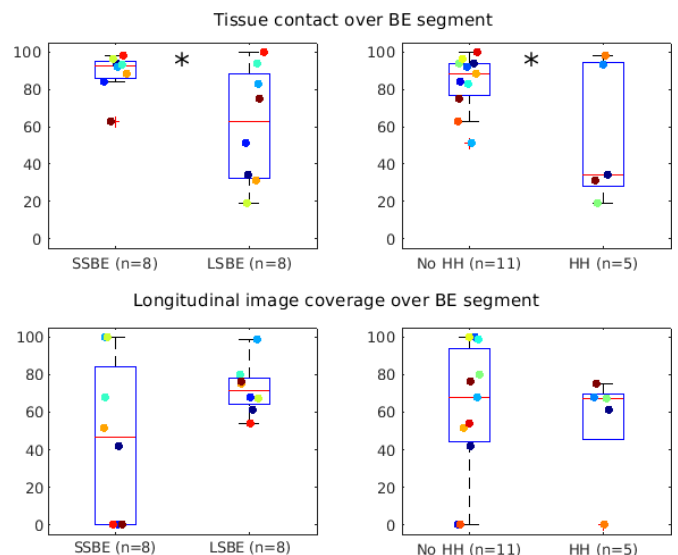 Tissue contact over BE segment
100
80
60
40
20
0
*
SSBE (n=8)
LSBE (n=8)
100
80
60
40
20
0
*
No HH (n=11)
HH (n=5)
Longitudinal image coverage over BE segment
100
80
60
40
20
0
SSBE (n=8)
LSBE (n=8)
100
80
60
40
20
0
No HH (n=11)
HH (n=5)